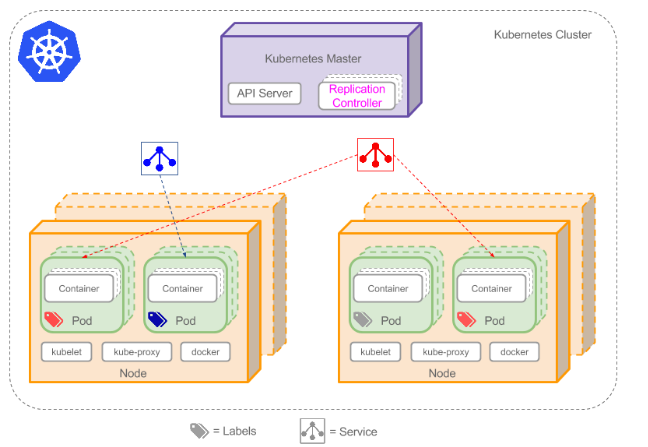 Kubernetes Cluster
Kubernetes Master
API Server
Replication
Controller
Container
Container
Pod
Pod
kubelet
kube-proxy
docker
Node
Container
Container
Pod
Pod
kubelet
kube-proxy
docker
Node
= Labels
= Service